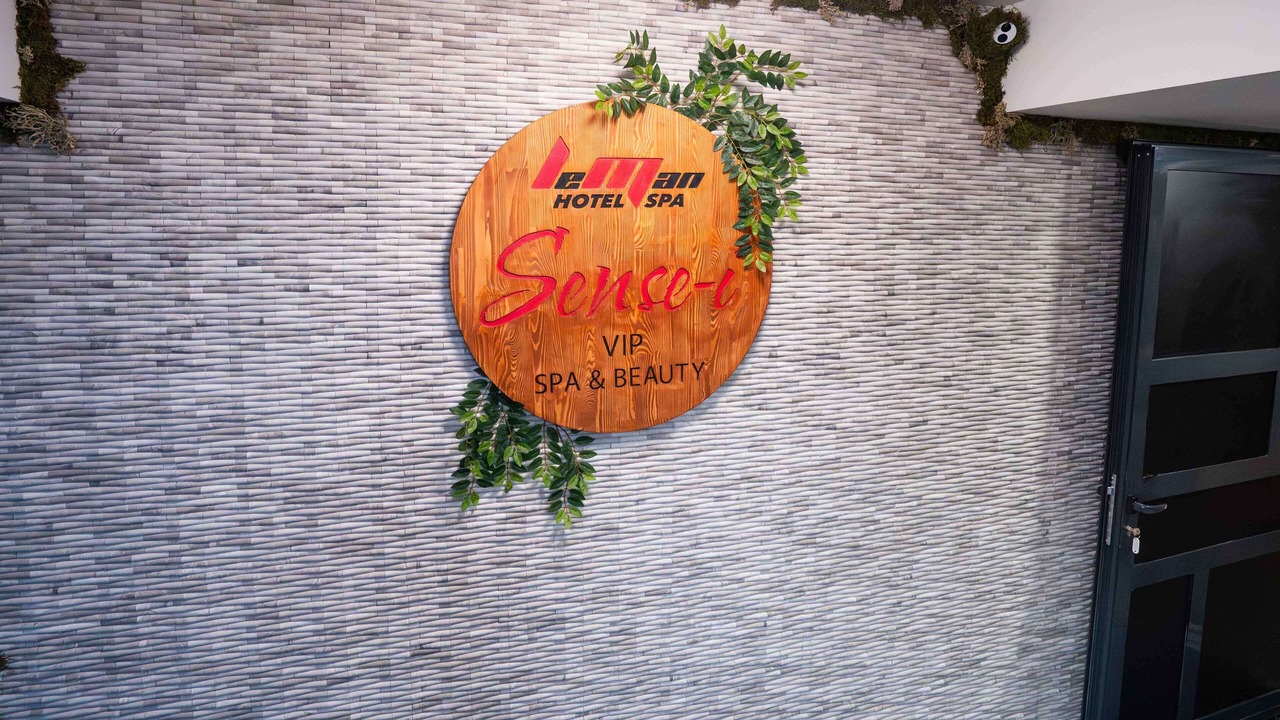 LeMan
HOTEL SPA
Sense-i
VIP
SPA & BEAUTY